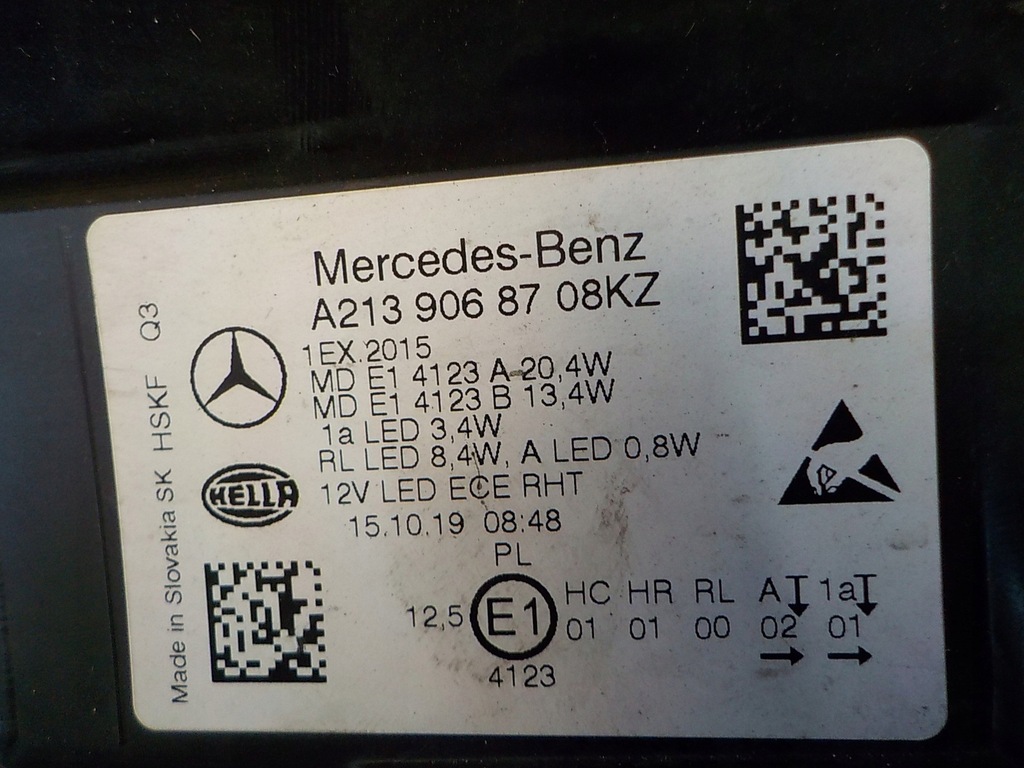 Mercedes-Benz
A213 906 87 08KZ
1EX.2015
MD E1 4123 A 20,4W
MD E1 4123 B 13,4W
1a LED 3,4W
RL LED 8,4W, A LED 0,8W
12V LED ECE RHT
15.10.19 08:48
PL
12,5 E1 HC HR RL A 1a
01 01 00 02 01
4123
HELLA
Made in Slovakia SK HSKF Q3